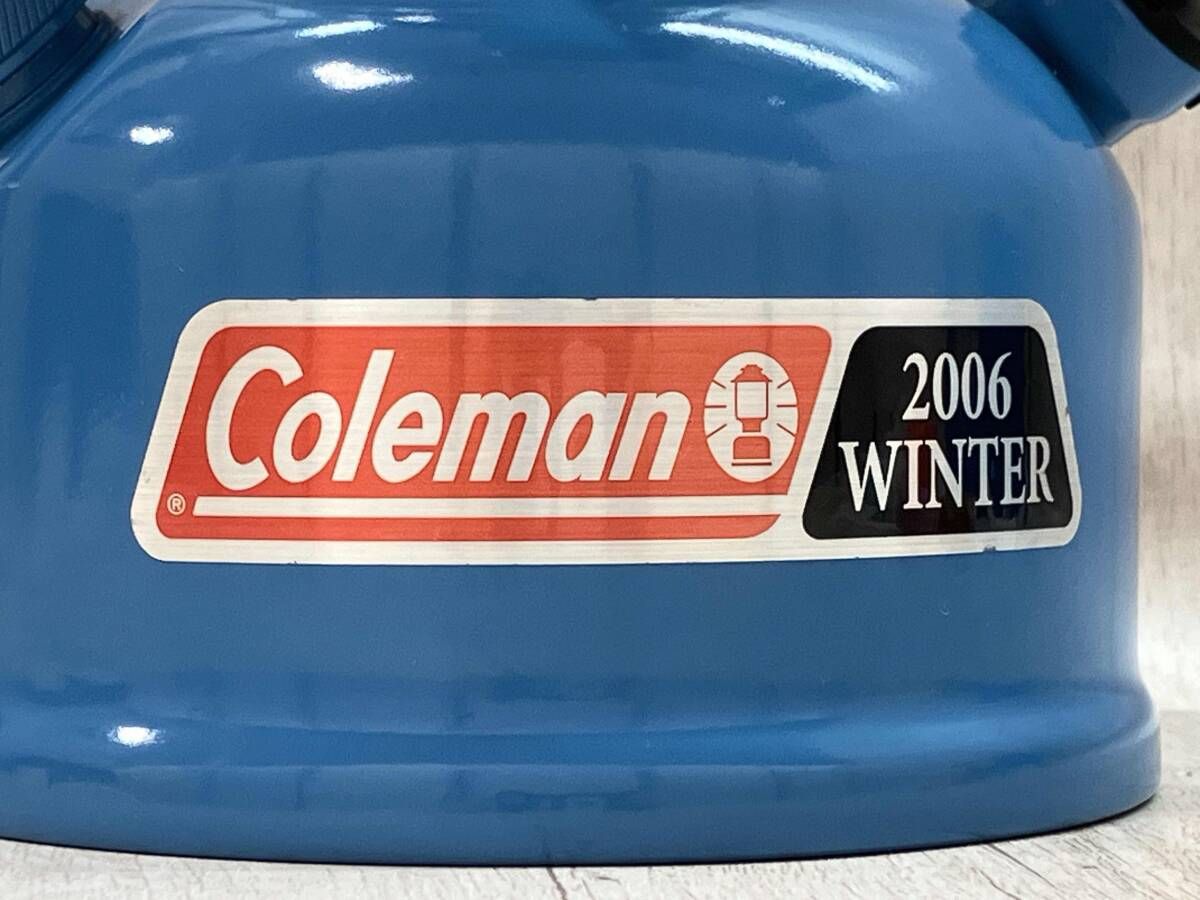 Coleman
®
2006
WINTER